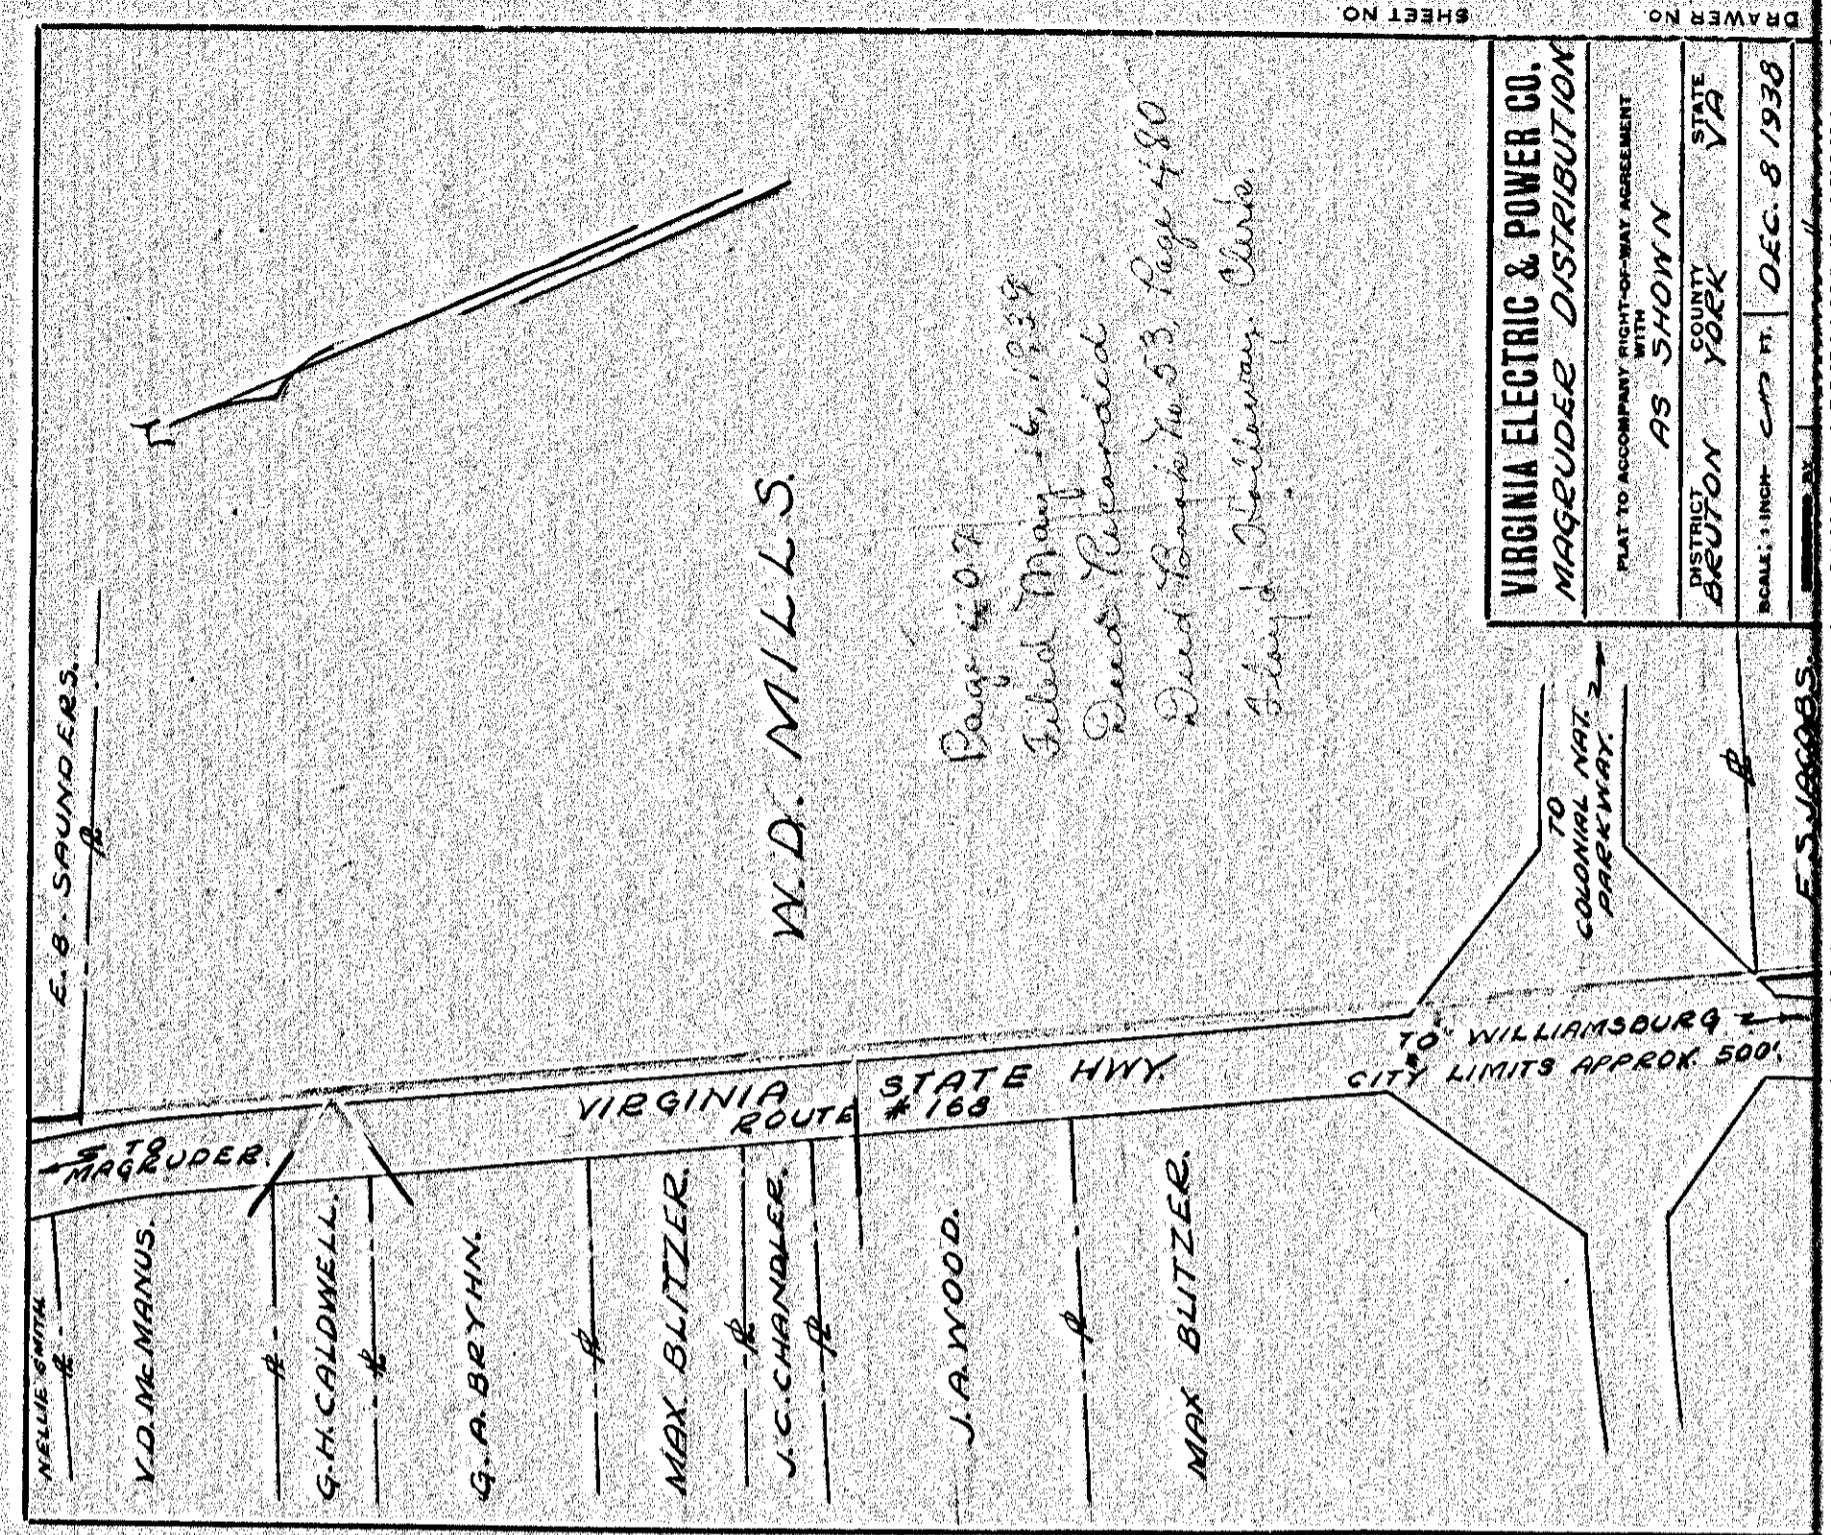 SHEET NO.
DRAWER NO.
VIRGINIA ELECTRIC & POWER CO.
MAGRUDER DISTRIBUTION
PLAT TO ACCOMPANY RIGHT-OF-WAY AGREEMENT
WITH
AS SHOWN
DISTRICT COUNTY STATE
BRUTON YORK VA
SCALE, 1 INCH FT. DEC. 8 1938
E. B. SAUNDERS.
W. D. MILLS.
Page 407
Filed May 16, 1939
Deed Recorded
Deed Book No 53, Page 480
Floyd Holloway. Clerk.
TO
COLONIAL NAT.
PARKWAY.
E. S. JACOBS.
TO WILLIAMSBURG
CITY LIMITS APPROX. 500'.
VIRGINIA STATE HWY.
ROUTE # 168
TO
MAGRUDER.
NELLIE SMITH
V.D. McMANUS.
G.H. CALDWELL.
G.A. BRYHN.
MAX BLITZER.
J.C. CHANDLER.
J.A. WOOD.
MAX BLITZER.